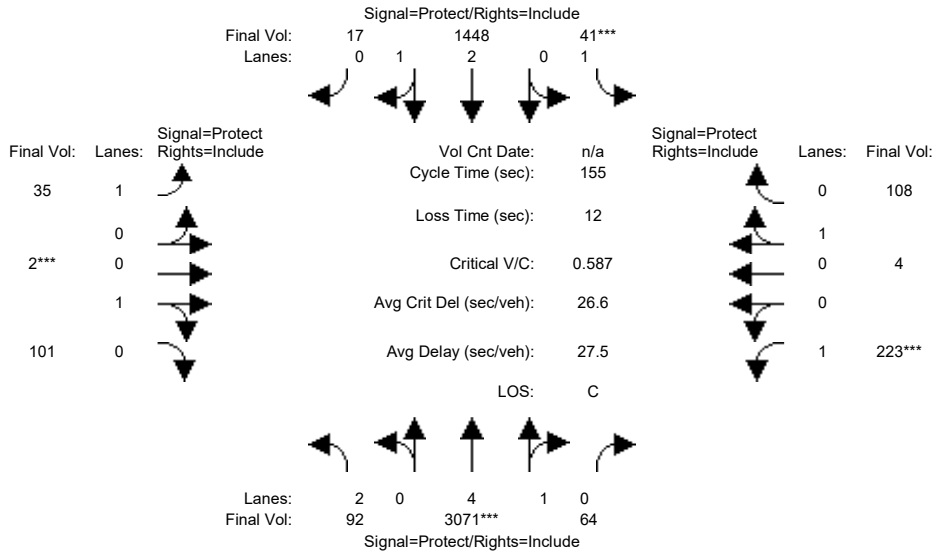 Signal=Protect/Rights=Include
Final Vol: 17 1448 41***
Lanes: 0 1 2 0 1
Signal=Protect Signal=Protect
Final Vol: Lanes: Rights=Include Vol Cnt Date: n/a Rights=Include Lanes: Final Vol:
Cycle Time (sec): 155
35 1 0 108
Loss Time (sec): 12
0 1
2*** 0 Critical V/C: 0.587 0 4
1 Avg Crit Del (sec/veh): 26.6 0
101 0 Avg Delay (sec/veh): 27.5 1 223***
LOS: C
Lanes: 2 0 4 1 0
Final Vol: 92 3071*** 64
Signal=Protect/Rights=Include